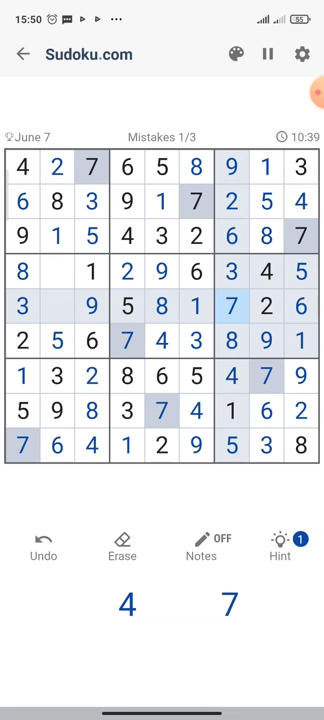 15:50 55
Sudoku.com
June 7 Mistakes 1/3 10:39
4 2 7 6 5 8 9 1 3
6 8 3 9 1 7 2 5 4
9 1 5 4 3 2 6 8 7
8 1 2 9 6 3 4 5
3 9 5 8 1 7 2 6
2 5 6 7 4 3 8 9 1
1 3 2 8 6 5 4 7 9
5 9 8 3 7 4 1 6 2
7 6 4 1 2 9 5 3 8
OFF 1
Undo Erase Notes Hint
4 7